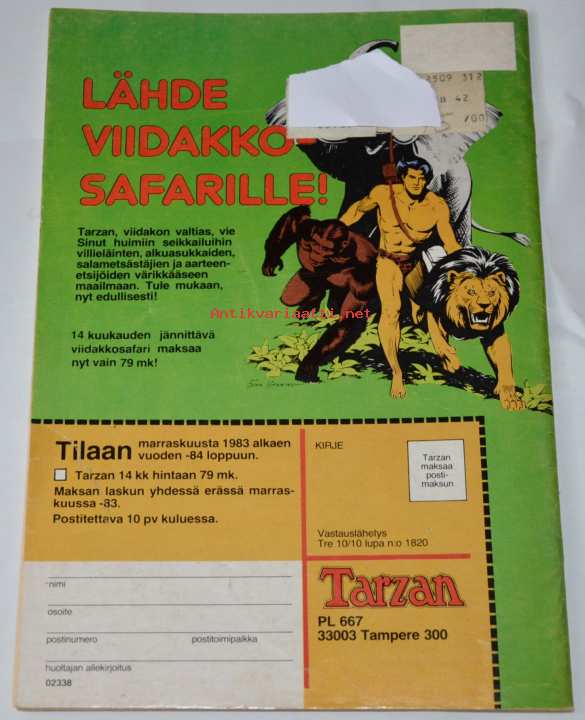 LÄHDE
VIIDAKKO-
SAFARILLE!
Tarzan, viidakon valtias, vie
Sinut huimiin seikkailuihin
villieläinten, alkuasukkaiden,
salametsästäjien ja aarteen-
etsijöiden värikkääseen
maailmaan. Tule mukaan,
nyt edullisesti!
14 kuukauden jännittävä
viidakkosafari maksaa
nyt vain 79 mk!
509 312
42
/00
Antikvariaatti.net
Tilaan marraskuusta 1983 alkaen
vuoden -84 loppuun.
Tarzan 14 kk hintaan 79 mk.
Maksan laskun yhdessä erässä marras-
kuussa -83.
Postitettava 10 pv kuluessa.
KIRJE
Tarzan
maksaa
posti-
maksun
Vastauslähetys
Tre 10/10 lupa n:o 1820
nimi
osoite
postinumero postitoimipaikka
huoltajan allekirjoitus
02338
Tarzan
PL 667
33003 Tampere 300